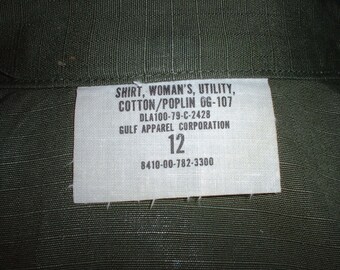 SHIRT, WOMAN'S, UTILITY,
COTTON/POPLIN OG-107
DLA100-79-C-2428
GULF APPAREL CORPORATION
12
8410-00-782-3300